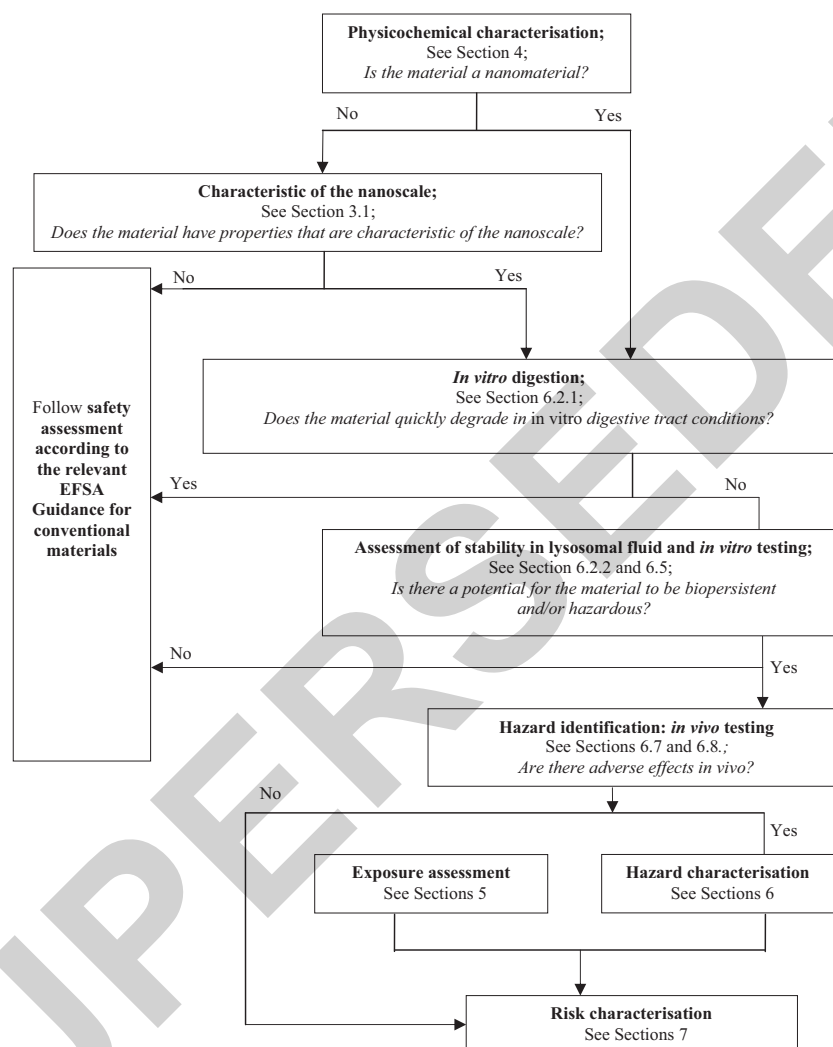 Physicochemical characterisation;
See Section 4;
Is the material a nanomaterial?
No
Yes
Characteristic of the nanoscale;
See Section 3.1;
Does the material have properties that are characteristic of the nanoscale?
No
Yes
In vitro digestion;
See Section 6.2.1;
Does the material quickly degrade in in vitro digestive tract conditions?
Follow safety
assessment
according to
the relevant
EFSA
Guidance for
conventional
materials
Yes
No
Assessment of stability in lysosomal fluid and in vitro testing;
See Section 6.2.2 and 6.5;
Is there a potential for the material to be biopersistent
and/or hazardous?
No
Yes
Hazard identification: in vivo testing
See Sections 6.7 and 6.8.;
Are there adverse effects in vivo?
No
Yes
Exposure assessment
See Sections 5
Hazard characterisation
See Sections 6
Risk characterisation
See Sections 7
UPERSEDE